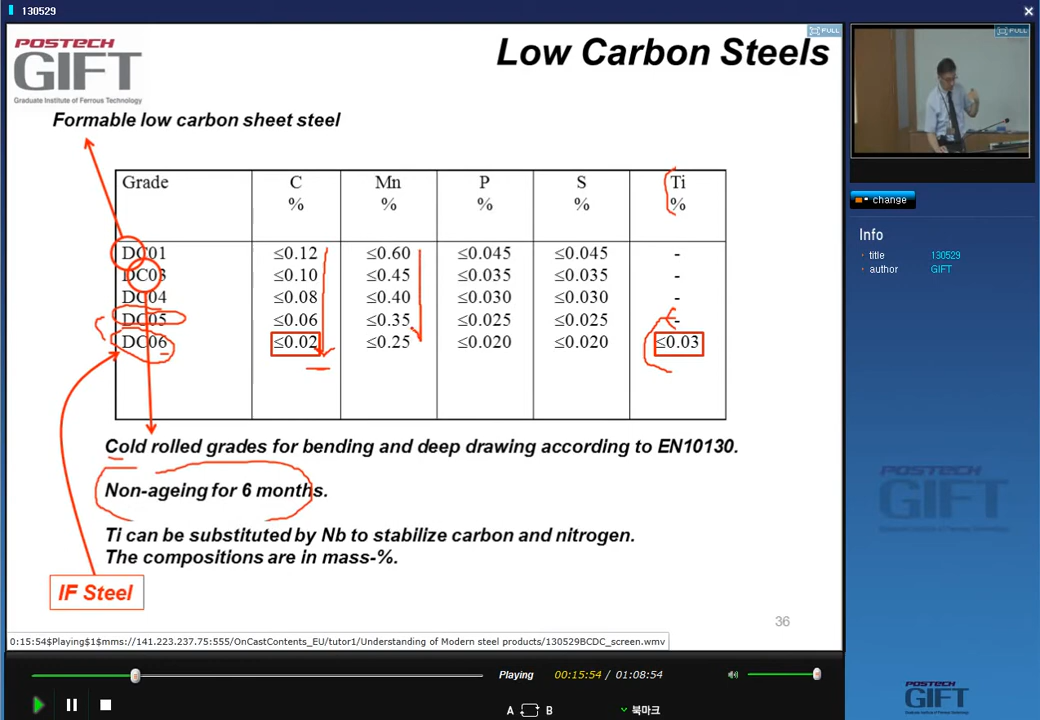 130529
POSTECH
GIFT
Graduate Institute of Ferrous Technology
Low Carbon Steels
FULL
FULL
Formable low carbon sheet steel
Grade C % Mn % P % S % Ti %
DC01 ≤0.12 ≤0.60 ≤0.045 ≤0.045 -
DC03 ≤0.10 ≤0.45 ≤0.035 ≤0.035 -
DC04 ≤0.08 ≤0.40 ≤0.030 ≤0.030 -
DC05 ≤0.06 ≤0.35 ≤0.025 ≤0.025 -
DC06 ≤0.02 ≤0.25 ≤0.020 ≤0.020 ≤0.03
Cold rolled grades for bending and deep drawing according to EN10130.
Non-ageing for 6 months.
Ti can be substituted by Nb to stabilize carbon and nitrogen.
The compositions are in mass-%.
IF Steel
36
change
Info
title 130529
author GIFT
POSTECH
GIFT
0:15:54$Playing$1$mms://141.223.237.75:555/OnCastContents_EU/tutor1/Understanding of Modern steel products/130529BCDC_screen.wmv
Playing 00:15:54 / 01:08:54
A B 북마크
POSTECH
GIFT
Graduate Institute of Ferrous Technology